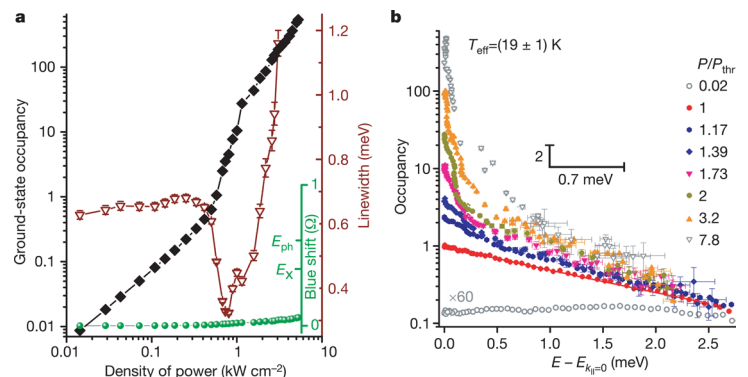 a
Ground-state occupancy
100
10
1
0.1
0.01
0.01
0.1
1
10
Density of power (kW cm⁻²)
1.2
1.0
0.8
0.6
0.4
Linewidth (meV)
1
0
Blue shift (Ω)
E_ph
E_X
b
T_eff=(19 ± 1) K
Occupancy
100
10
1
0.1
2
0.7 meV
×60
P/P_thr
0.02
1
1.17
1.39
1.73
2
3.2
7.8
0.0
0.5
1.0
1.5
2.0
2.5
E – E_k∥=0 (meV)